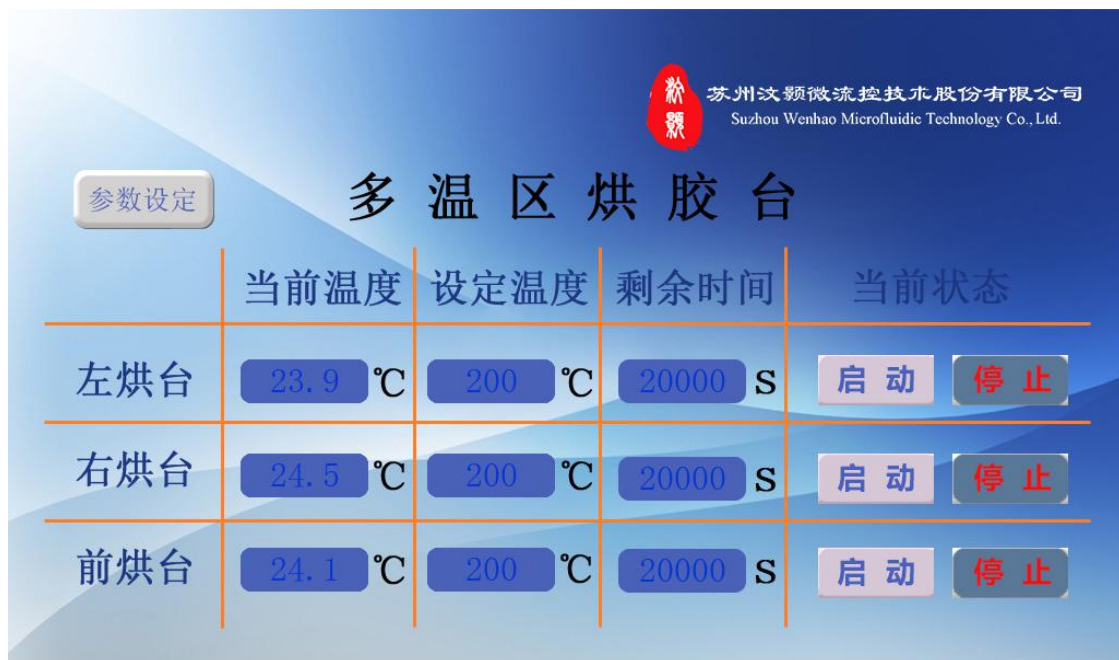 汶颢
苏州汶颢微流控技术股份有限公司
Suzhou Wenhao Microfluidic Technology Co., Ltd.
参数设定
多温区烘胶台
当前温度 设定温度 剩余时间 当前状态
左烘台 23.9 ℃ 200 ℃ 20000 S 启动 停止
右烘台 24.5 ℃ 200 ℃ 20000 S 启动 停止
前烘台 24.1 ℃ 200 ℃ 20000 S 启动 停止